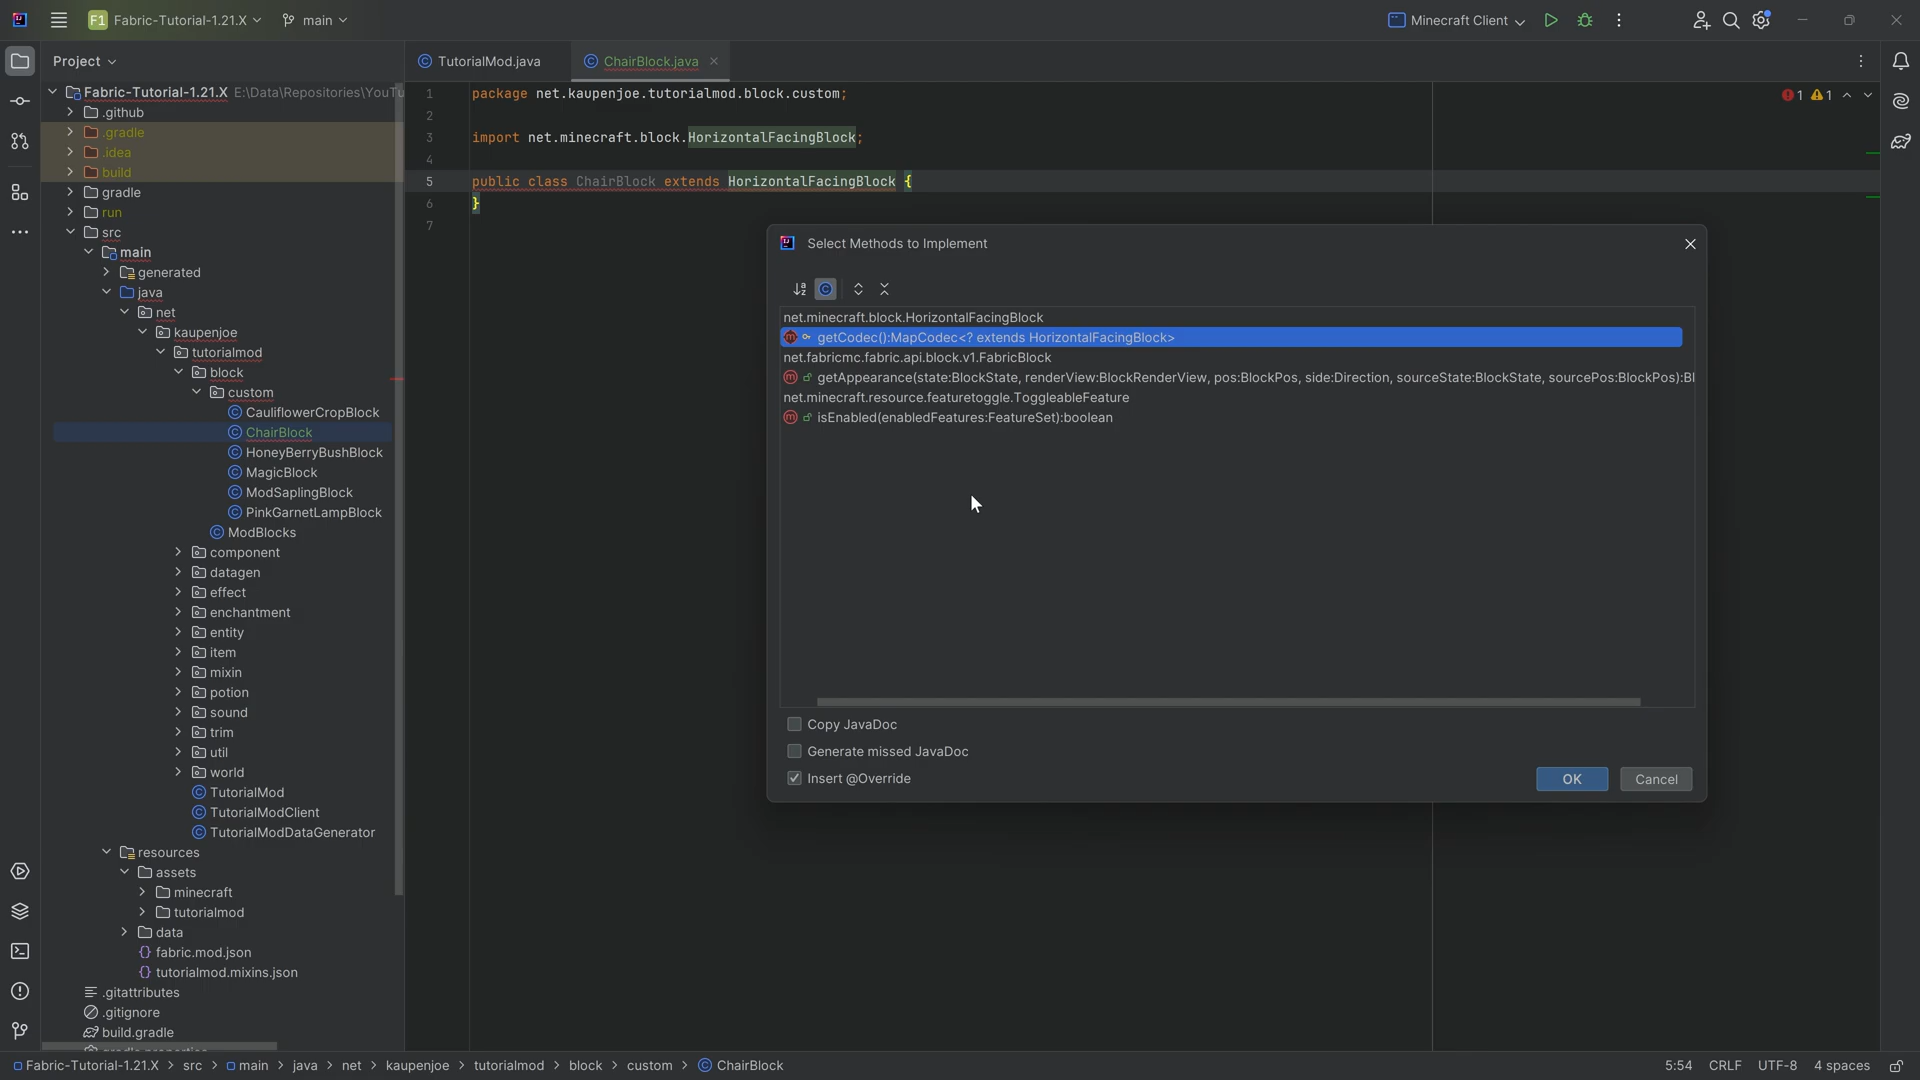 F1 Fabric-Tutorial-1.21.X main Minecraft Client
Project TutorialMod.java ChairBlock.java
Fabric-Tutorial-1.21.X E:\Data\Repositories\YouTu
.github
.gradle
.idea
build
gradle
run
src
main
generated
java
net
kaupenjoe
tutorialmod
block
custom
CauliflowerCropBlock
ChairBlock
HoneyBerryBushBlock
MagicBlock
ModSaplingBlock
PinkGarnetLampBlock
ModBlocks
component
datagen
effect
enchantment
entity
item
mixin
potion
sound
trim
util
world
TutorialMod
TutorialModClient
TutorialModDataGenerator
resources
assets
minecraft
tutorialmod
data
fabric.mod.json
tutorialmod.mixins.json
.gitattributes
.gitignore
build.gradle
1 package net.kaupenjoe.tutorialmod.block.custom;
2
3 import net.minecraft.block.HorizontalFacingBlock;
4
5 public class ChairBlock extends HorizontalFacingBlock {
6 }
7
1 1
Select Methods to Implement
net.minecraft.block.HorizontalFacingBlock
getCodec():MapCodec<? extends HorizontalFacingBlock>
net.fabricmc.fabric.api.block.v1.FabricBlock
getAppearance(state:BlockState, renderView:BlockRenderView, pos:BlockPos, side:Direction, sourceState:BlockState, sourcePos:BlockPos):Bl
net.minecraft.resource.featuretoggle.ToggleableFeature
isEnabled(enabledFeatures:FeatureSet):boolean
Copy JavaDoc
Generate missed JavaDoc
Insert @Override
OK Cancel
Fabric-Tutorial-1.21.X > src > main > java > net > kaupenjoe > tutorialmod > block > custom > ChairBlock 5:54 CRLF UTF-8 4 spaces